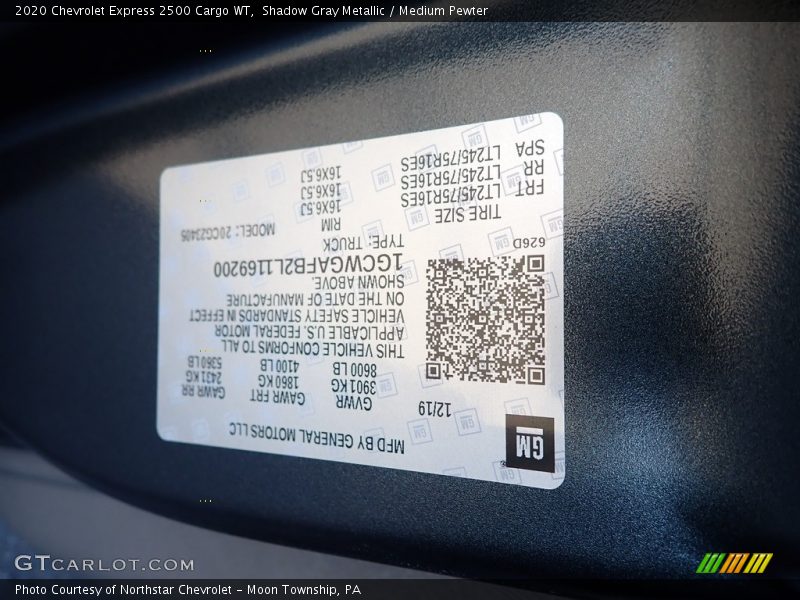 2020 Chevrolet Express 2500 Cargo WT, Shadow Gray Metallic / Medium Pewter
GM
MFD BY GENERAL MOTORS LLC
12/19
GVWR GAWR FRT GAWR RR
3901 KG 1860 KG 2431 KG
8600 LB 4100 LB 5360 LB
THIS VEHICLE CONFORMS TO ALL
APPLICABLE U.S. FEDERAL MOTOR
VEHICLE SAFETY STANDARDS IN EFFECT
ON THE DATE OF MANUFACTURE
SHOWN ABOVE.
1GCWGAFB2L1169200
TYPE: TRUCK MODEL: 20CG23405
629D
TIRE SIZE RIM
FRT LT245/75R16ES 16X6.5J
RR LT245/75R16ES 16X6.5J
SPA LT245/75R16ES 16X6.5J
GTCARLOT.COM
Photo Courtesy of Northstar Chevrolet - Moon Township, PA